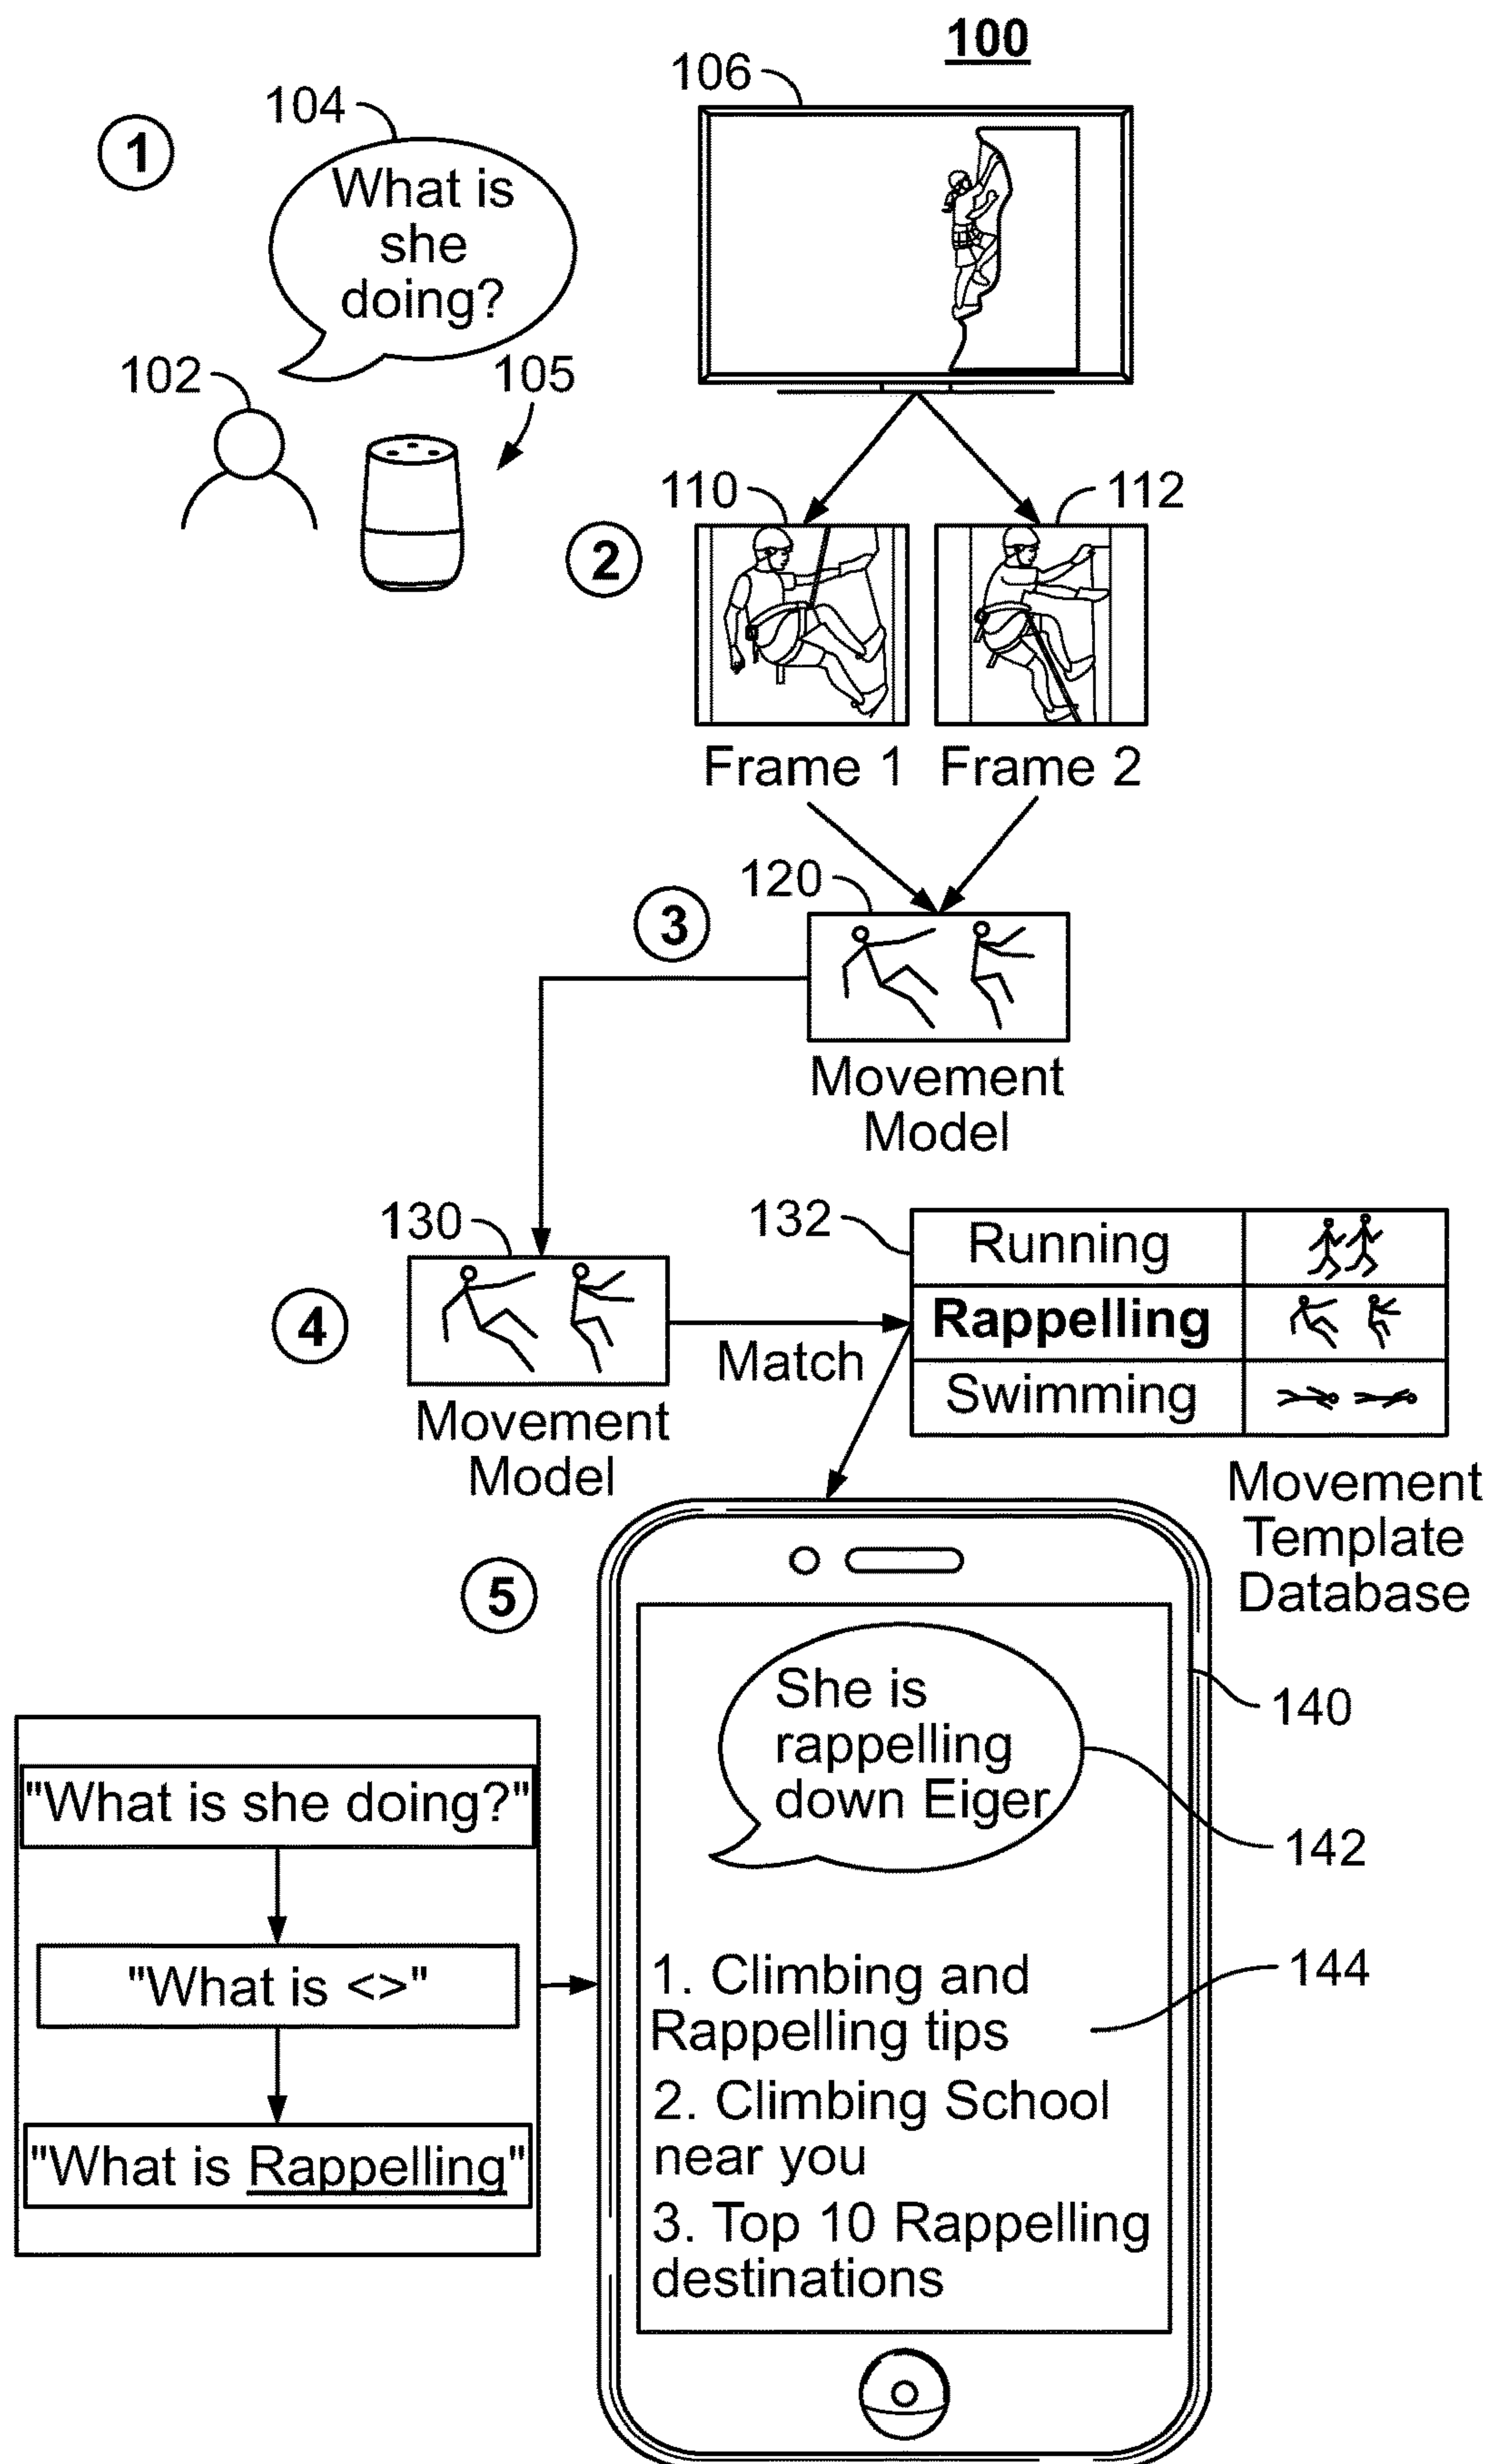 100
106
104
1
What is
she
doing?
102
105
110
112
2
Frame 1
Frame 2
120
3
Movement
Model
130
132
Running
4
Rappelling
Match
Swimming
Movement
Model
Movement
Template
Database
5
She is
rappelling
down Eiger
140
"What is she doing?"
142
"What is <>"
144
1. Climbing and
Rappelling tips
2. Climbing School
near you
"What is Rappelling"
3. Top 10 Rappelling
destinations